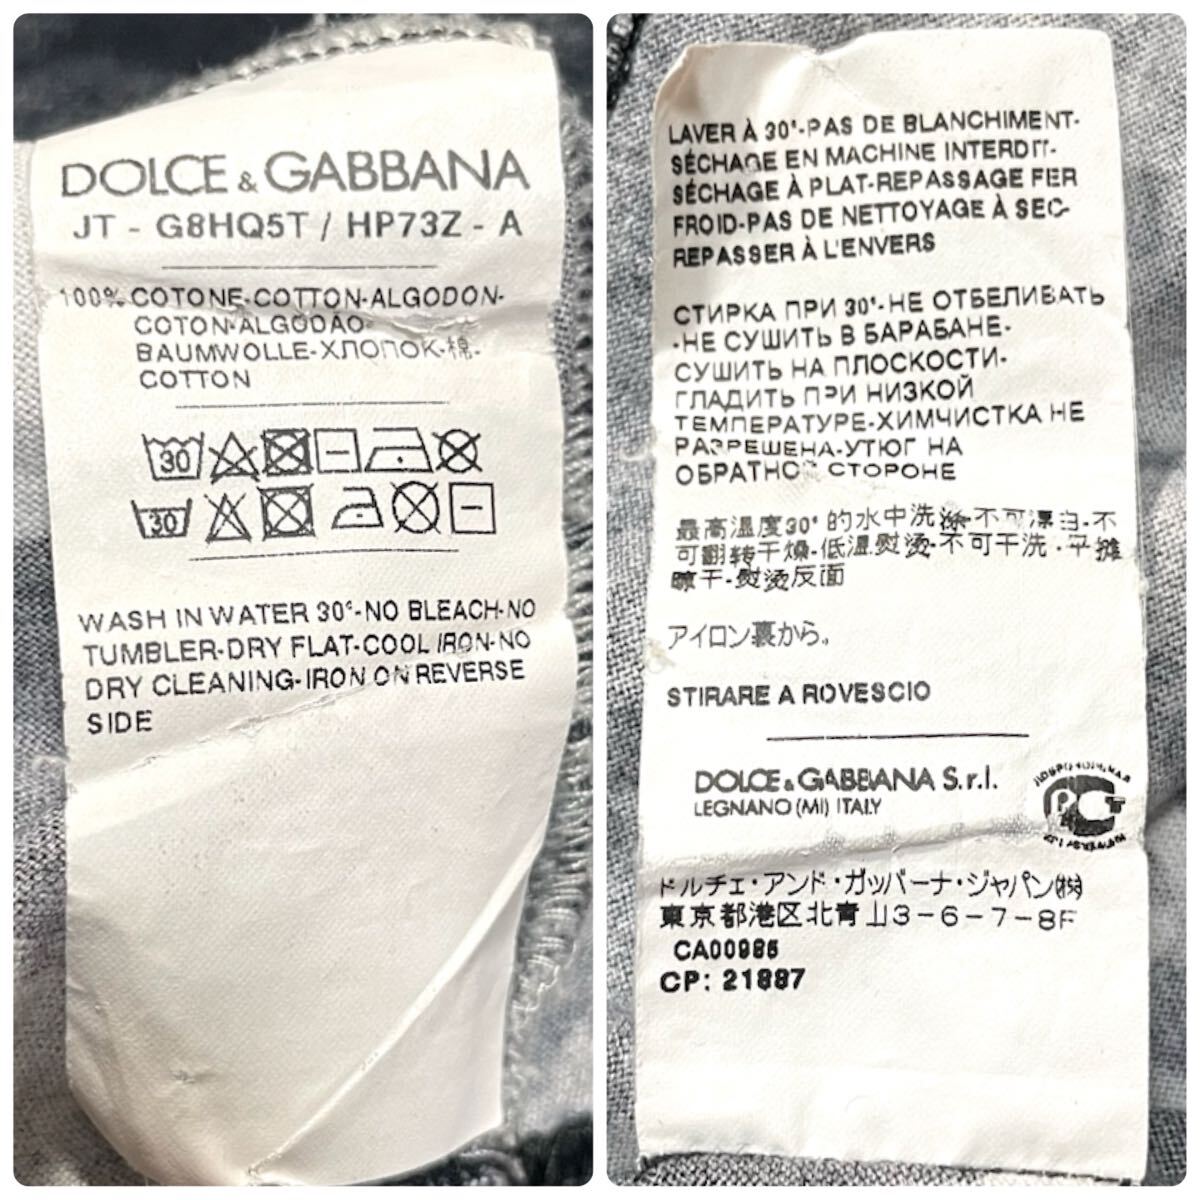 DOLCE & GABBANA
JT - G8HQ5T / HP73Z - A
100% COTONE-COTTON-ALGODON-
COTON-ALGODÃO-
BAUMWOLLE-ХЛОПОК-棉-
COTTON
30
30
WASH IN WATER 30°-NO BLEACH-NO
TUMBLER-DRY FLAT-COOL IRON-NO
DRY CLEANING-IRON ON REVERSE
SIDE
LAVER À 30°-PAS DE BLANCHIMENT-
SÉCHAGE EN MACHINE INTERDIT-
SÉCHAGE À PLAT-REPASSAGE FER
FROID-PAS DE NETTOYAGE À SEC-
REPASSER À L'ENVERS
СТИРКА ПРИ 30°-НЕ ОТБЕЛИВАТЬ
-НЕ СУШИТЬ В БАРАБАНЕ-
СУШИТЬ НА ПЛОСКОСТИ-
ГЛАДИТЬ ПРИ НИЗКОЙ
ТЕМПЕРАТУРЕ-ХИМЧИСТКА НЕ
РАЗРЕШЕНА-УТЮГ НА
ОБРАТНОЙ СТОРОНЕ
最高温度30°的水中洗涤-不可漂白-不
可翻转干燥-低温熨烫-不可干洗-平摊
晾干-熨烫反面
アイロン裏から。
STIRARE A ROVESCIO
DOLCE & GABBANA S.r.l.
LEGNANO (MI) ITALY
ドルチェ・アンド・ガッバーナ・ジャパン(株)
東京都港区北青山3-6-7-8F
CA00986
CP: 21887